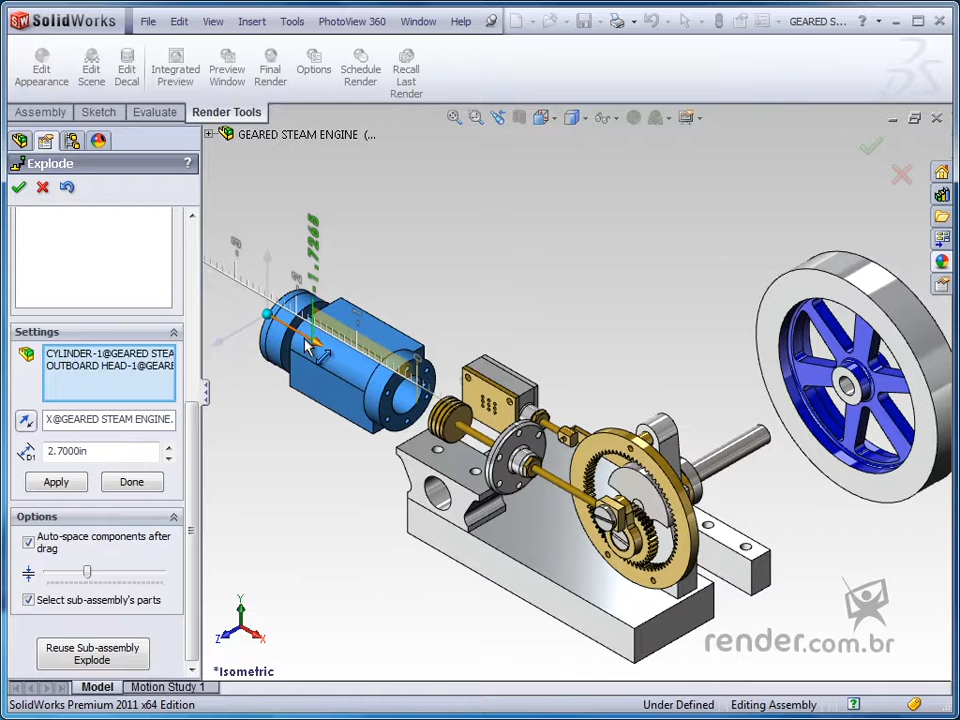 SolidWorks
File
Edit
View
Insert
Tools
PhotoView 360
Window
Help
GEARED S...
?
Edit
Appearance
Edit
Scene
Edit
Decal
Integrated
Preview
Preview
Window
Final
Render
Options
Schedule
Render
Recall
Last
Render
Assembly
Sketch
Evaluate
Render Tools
GEARED STEAM ENGINE (...
Explode
?
Settings
CYLINDER-1@GEARED STEA
OUTBOARD HEAD-1@GEARE
X@GEARED STEAM ENGINE.
D1
2.7000in
Apply
Done
Options
Auto-space components after
drag
Select sub-assembly's parts
Reuse Sub-assembly
Explode
-1.7265
Y
Z
X
*Isometric
render.com.br
Model
Motion Study 1
SolidWorks Premium 2011 x64 Edition
Under Defined
Editing Assembly
?